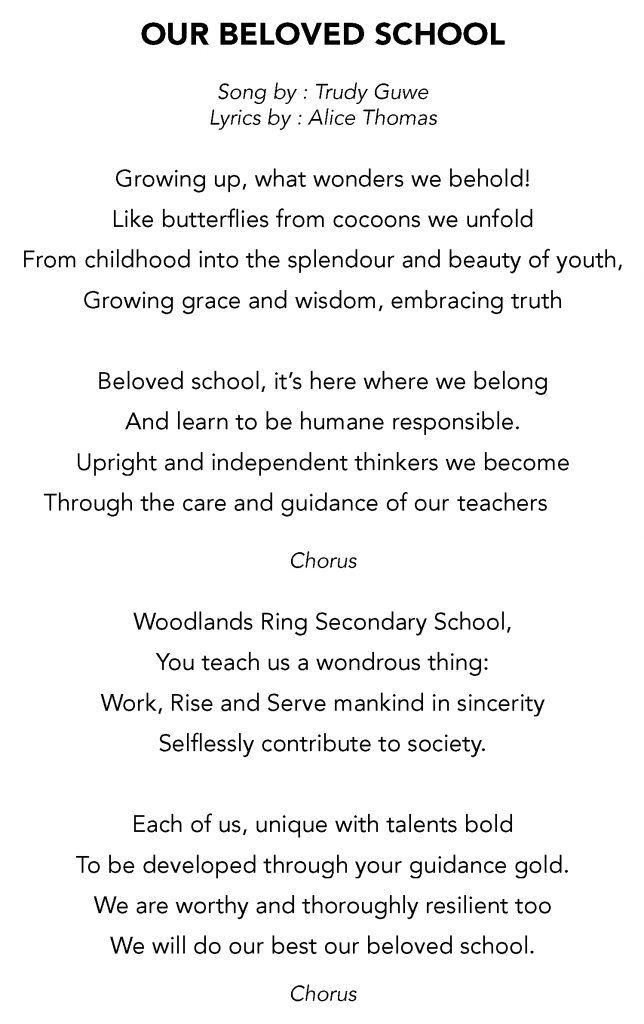 OUR BELOVED SCHOOL
Song by : Trudy Guwe
Lyrics by : Alice Thomas
Growing up, what wonders we behold!
Like butterflies from cocoons we unfold
From childhood into the splendour and beauty of youth,
Growing grace and wisdom, embracing truth
Beloved school, it’s here where we belong
And learn to be humane responsible.
Upright and independent thinkers we become
Through the care and guidance of our teachers
Chorus
Woodlands Ring Secondary School,
You teach us a wondrous thing:
Work, Rise and Serve mankind in sincerity
Selflessly contribute to society.
Each of us, unique with talents bold
To be developed through your guidance gold.
We are worthy and thoroughly resilient too
We will do our best our beloved school.
Chorus